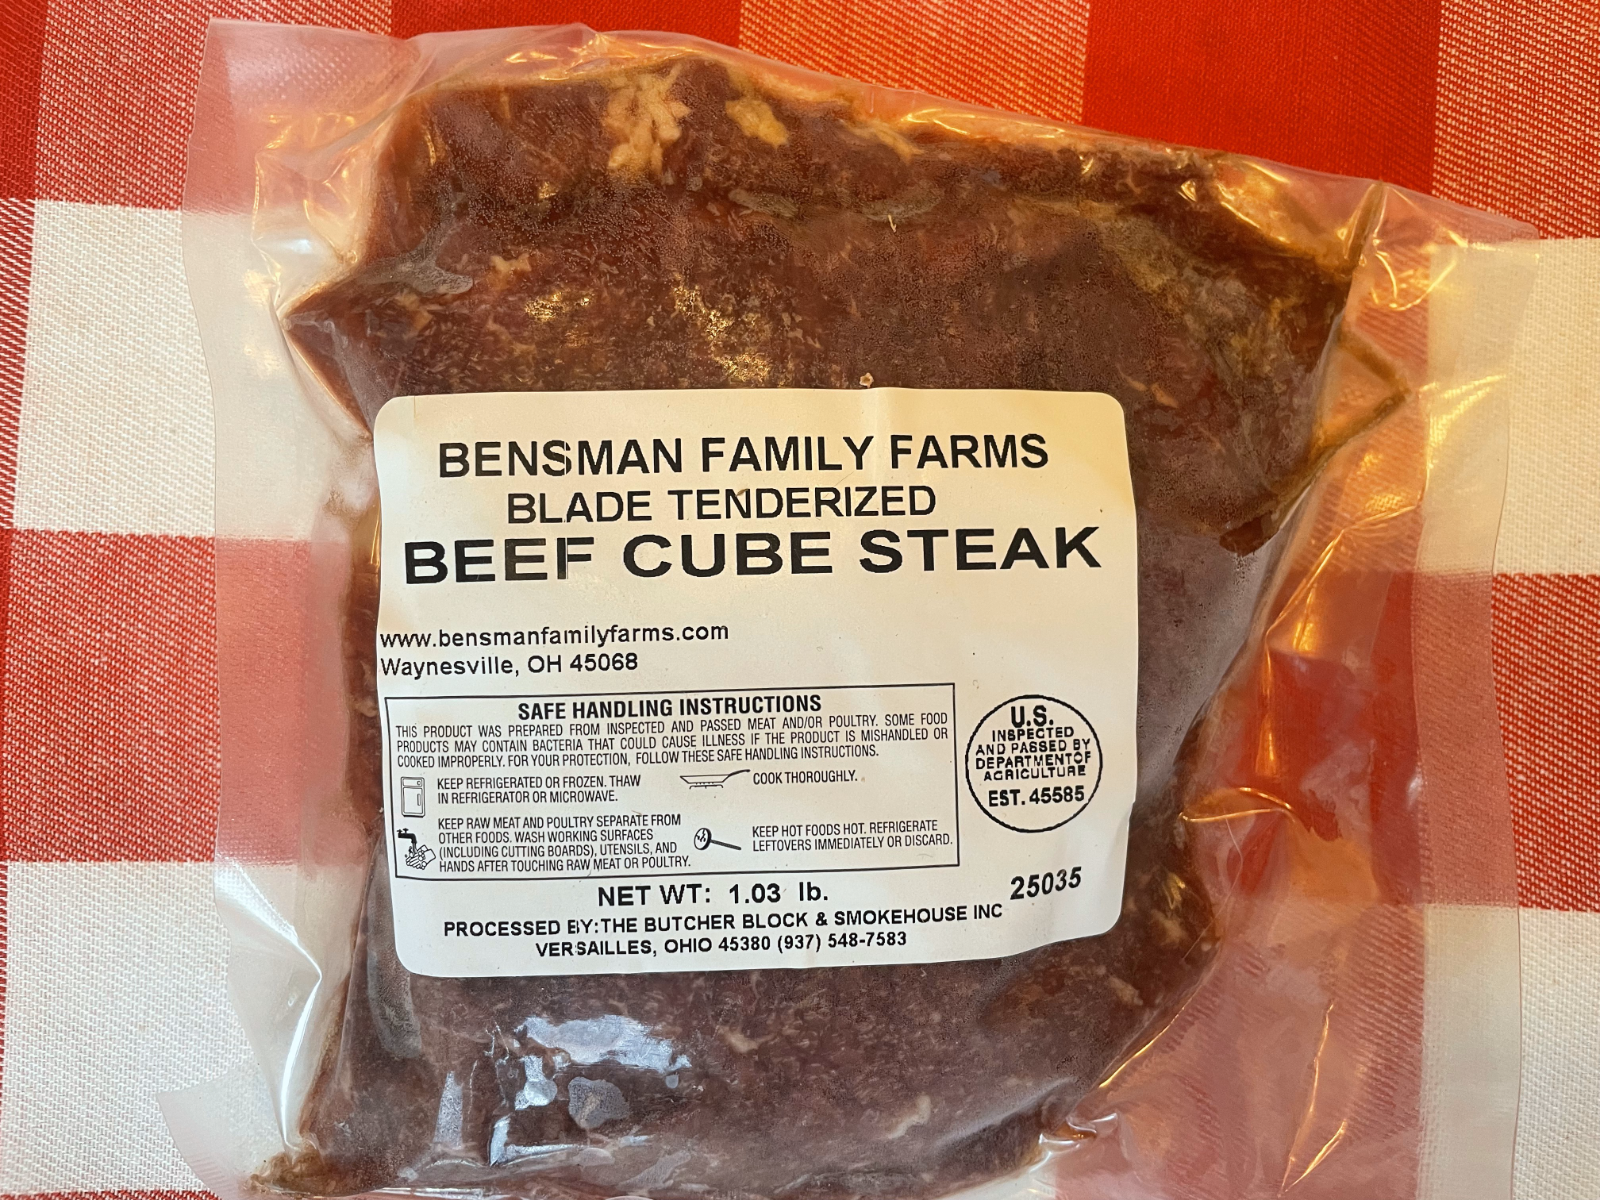 BENSMAN FAMILY FARMS
BLADE TENDERIZED
BEEF CUBE STEAK
www.bensmanfamilyfarms.com
Waynesville, OH 45068
SAFE HANDLING INSTRUCTIONS
THIS PRODUCT WAS PREPARED FROM INSPECTED AND PASSED MEAT AND/OR POULTRY. SOME FOOD
PRODUCTS MAY CONTAIN BACTERIA THAT COULD CAUSE ILLNESS IF THE PRODUCT IS MISHANDLED OR
COOKED IMPROPERLY. FOR YOUR PROTECTION, FOLLOW THESE SAFE HANDLING INSTRUCTIONS.
KEEP REFRIGERATED OR FROZEN. THAW
IN REFRIGERATOR OR MICROWAVE.
COOK THOROUGHLY.
KEEP RAW MEAT AND POULTRY SEPARATE FROM
OTHER FOODS. WASH WORKING SURFACES
(INCLUDING CUTTING BOARDS), UTENSILS, AND
HANDS AFTER TOUCHING RAW MEAT OR POULTRY.
KEEP HOT FOODS HOT. REFRIGERATE
LEFTOVERS IMMEDIATELY OR DISCARD.
U.S.
INSPECTED
AND PASSED BY
DEPARTMENT OF
AGRICULTURE
EST. 45585
NET WT: 1.03 lb.
25035
PROCESSED BY:THE BUTCHER BLOCK & SMOKEHOUSE INC
VERSAILLES, OHIO 45380 (937) 548-7583